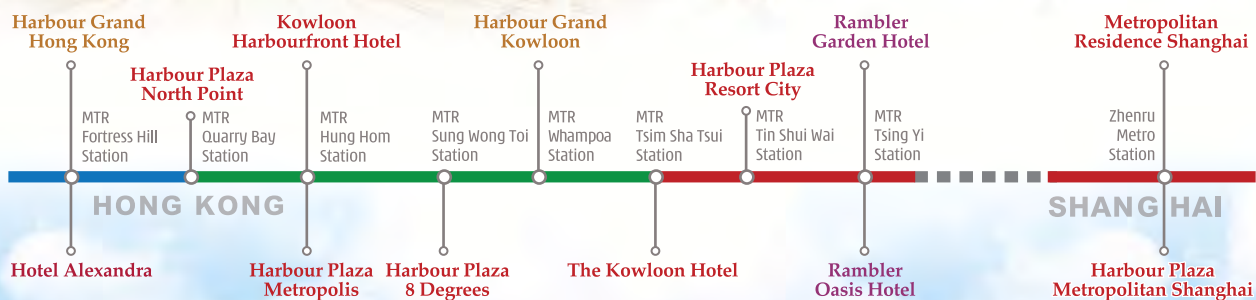 Harbour Grand
Hong Kong
Kowloon
Harbourfront Hotel
Harbour Grand
Kowloon
Rambler
Garden Hotel
Metropolitan
Residence Shanghai
Harbour Plaza
North Point
Harbour Plaza
Resort City
MTR
Fortress Hill
Station
MTR
Quarry Bay
Station
MTR
Hung Hom
Station
MTR
Sung Wong Toi
Station
MTR
Whampoa
Station
MTR
Tsim Sha Tsui
Station
MTR
Tin Shui Wai
Station
MTR
Tsing Yi
Station
Zhenru
Metro
Station
HONG KONG
SHANG HAI
Hotel Alexandra
Harbour Plaza
Metropolis
Harbour Plaza
8 Degrees
The Kowloon Hotel
Rambler
Oasis Hotel
Harbour Plaza
Metropolitan Shanghai